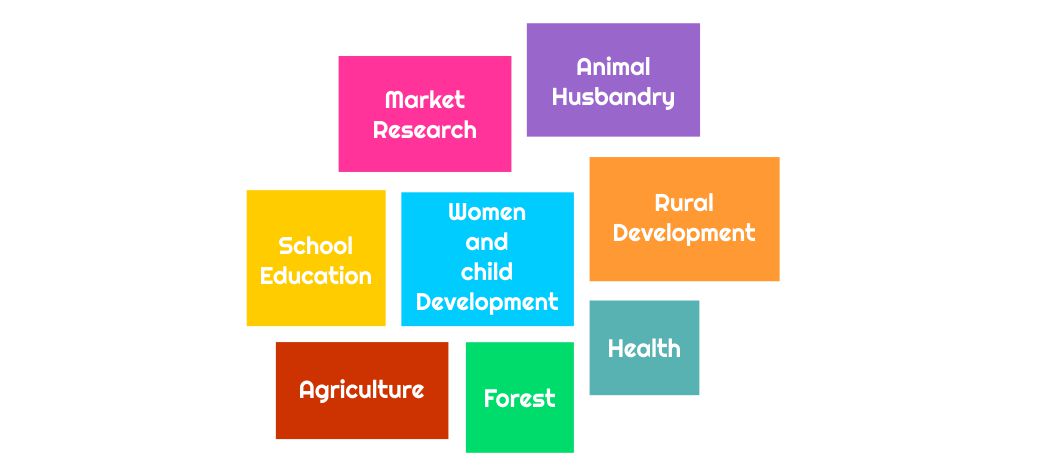 Animal
Husbandry
Market
Research
Rural
Development
School
Education
Women
and
child
Development
Health
Agriculture
Forest